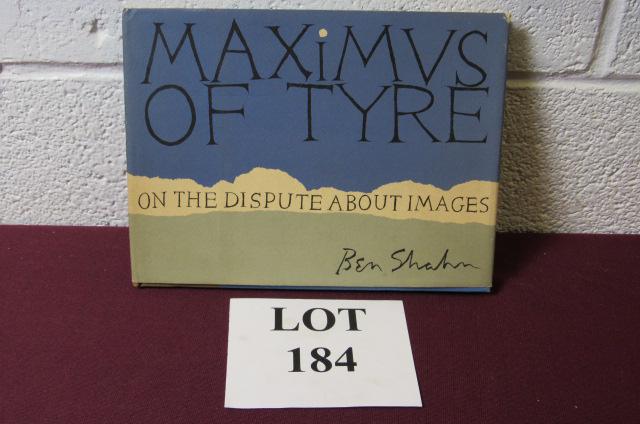 MAXiMVS
OF TYRE
ON THE DISPUTE ABOUT IMAGES
Ben Shahn
LOT
184